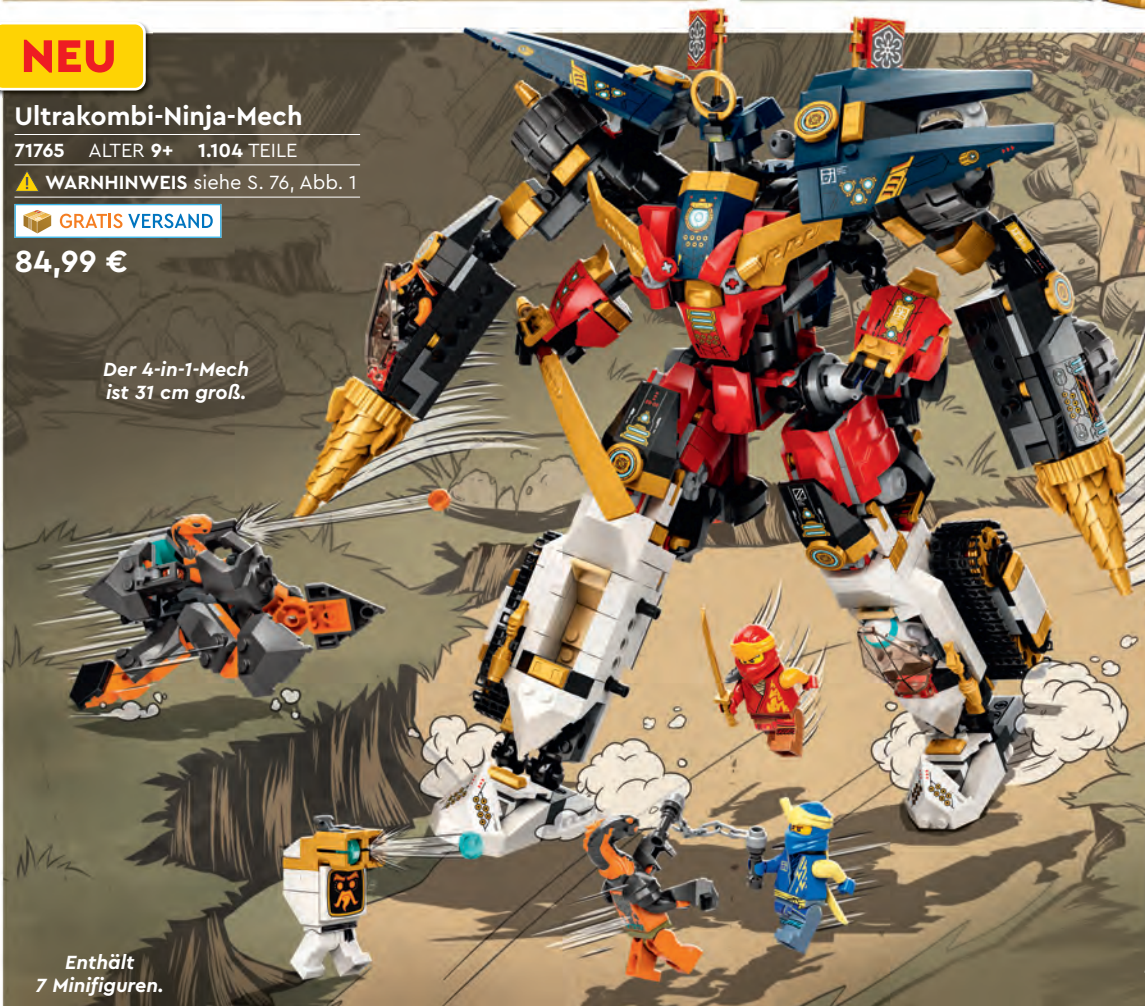 NEU
Ultrakombi-Ninja-Mech
71765 ALTER 9+ 1.104 TEILE
WARNHINWEIS siehe S. 76, Abb. 1
GRATIS VERSAND
84,99 €
Der 4-in-1-Mech
ist 31 cm groß.
Enthält
7 Minifiguren.